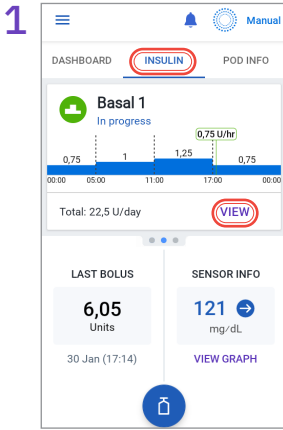 1
Manual
DASHBOARD INSULIN POD INFO
Basal 1
In progress
0,75 U/hr
0,75 1 1,25 0,75
00:00 05:00 11:00 17:00 00:00
Total: 22,5 U/day VIEW
LAST BOLUS SENSOR INFO
6,05 121
Units mg/dL
30 Jan (17:14) VIEW GRAPH